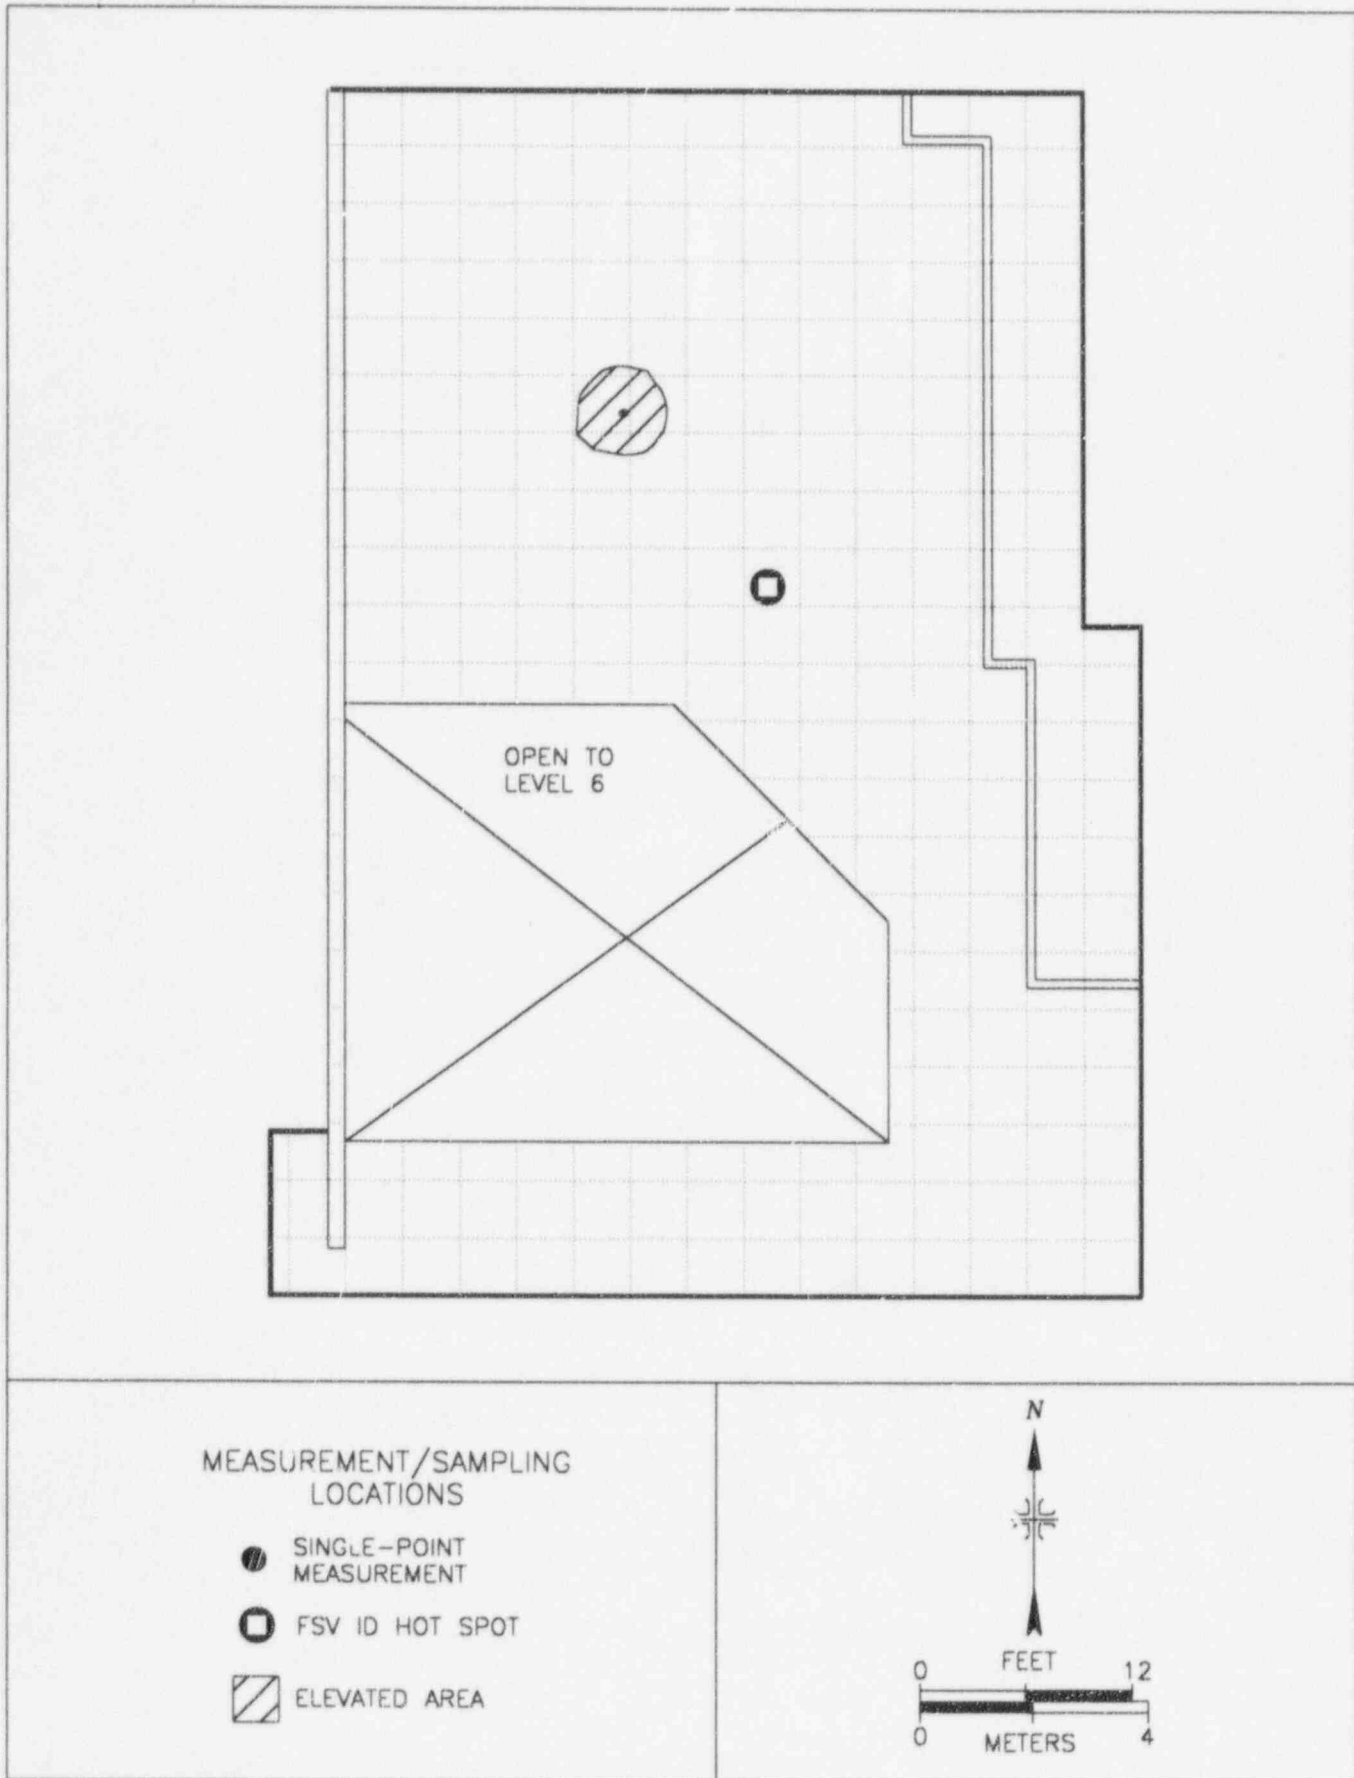 OPEN TO
LEVEL 6
MEASUREMENT/SAMPLING
LOCATIONS
SINGLE-POINT
MEASUREMENT
FSV ID HOT SPOT
ELEVATED AREA
N
FEET
0 12
0 4
METERS